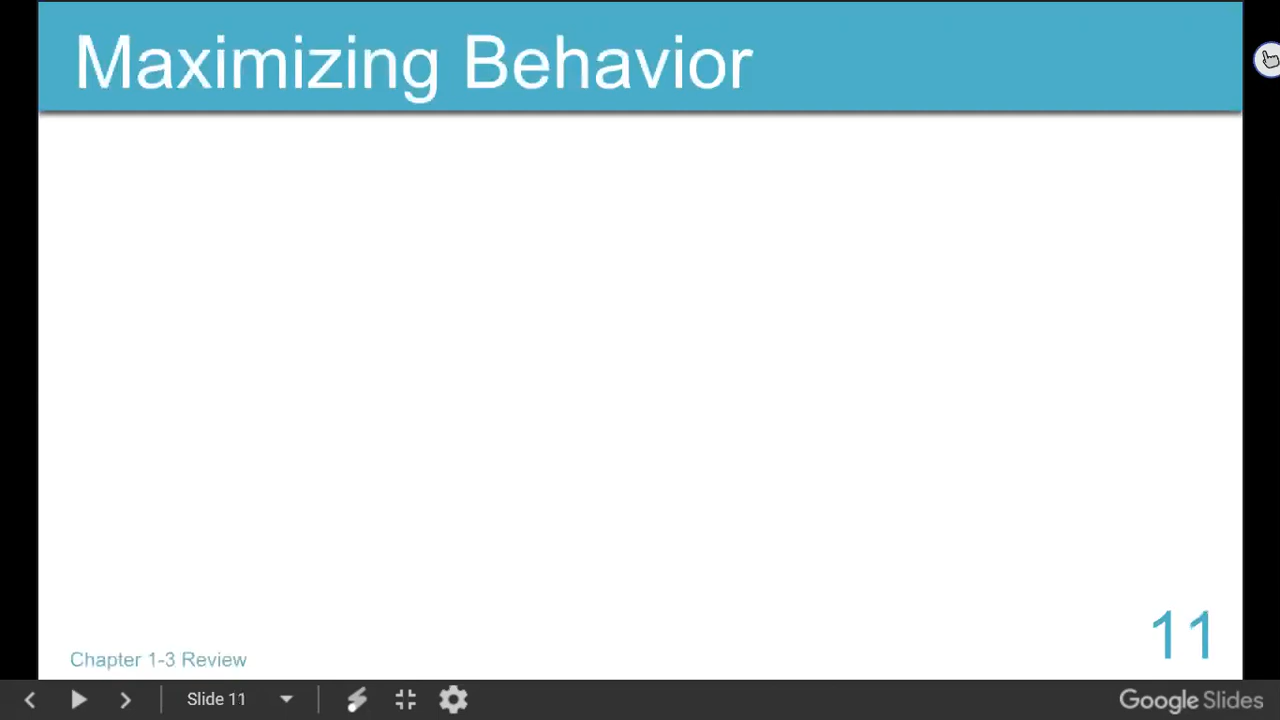 Maximizing Behavior
11
Chapter 1-3 Review
Slide 11
Google Slides